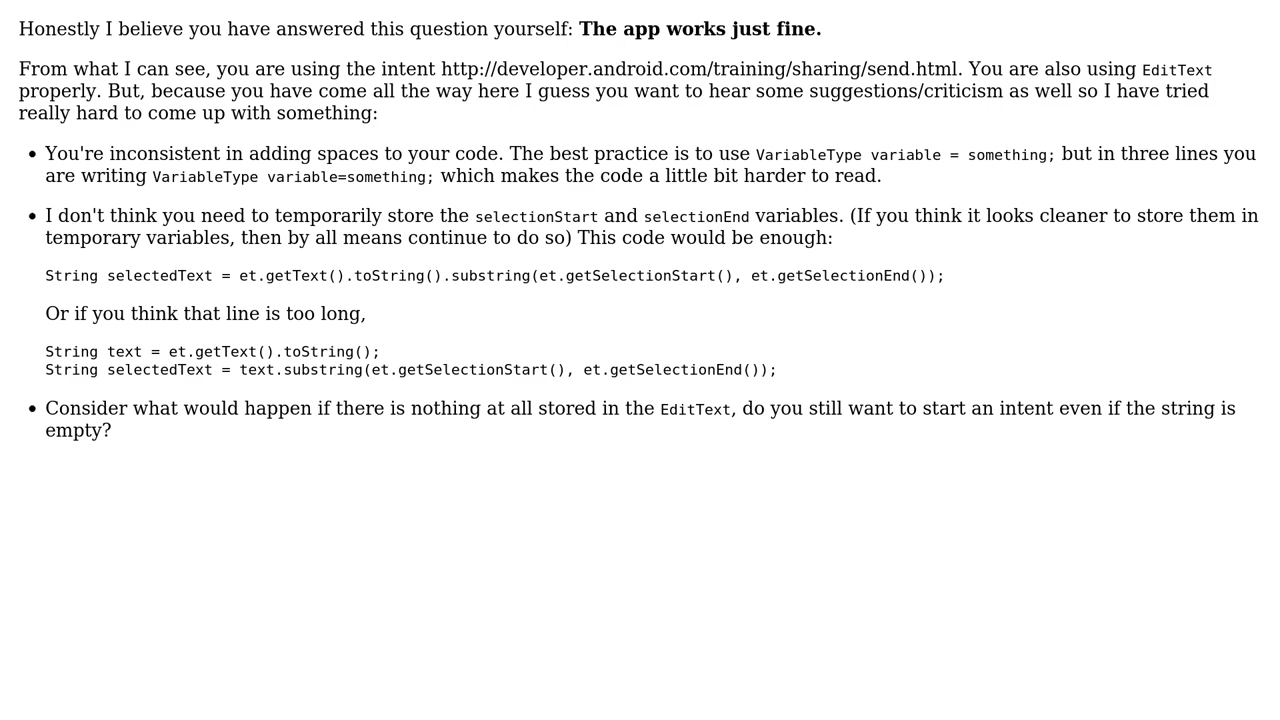 Honestly I believe you have answered this question yourself: The app works just fine.
From what I can see, you are using the intent http://developer.android.com/training/sharing/send.html. You are also using EditText
properly. But, because you have come all the way here I guess you want to hear some suggestions/criticism as well so I have tried
really hard to come up with something:
• You're inconsistent in adding spaces to your code. The best practice is to use VariableType variable = something; but in three lines you
are writing VariableType variable=something; which makes the code a little bit harder to read.
• I don't think you need to temporarily store the selectionStart and selectionEnd variables. (If you think it looks cleaner to store them in
temporary variables, then by all means continue to do so) This code would be enough:
String selectedText = et.getText().toString().substring(et.getSelectionStart(), et.getSelectionEnd());
Or if you think that line is too long,
String text = et.getText().toString();
String selectedText = text.substring(et.getSelectionStart(), et.getSelectionEnd());
• Consider what would happen if there is nothing at all stored in the EditText, do you still want to start an intent even if the string is
empty?